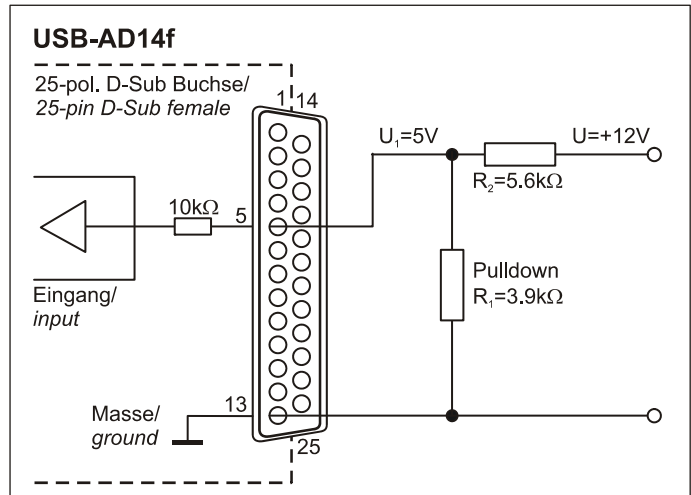 USB-AD14f
25-pol. D-Sub Buchse/
25-pin D-Sub female
1 14
U₁=5V
U=+12V
R₂=5.6kΩ
10kΩ
5
Pulldown
R₁=3.9kΩ
Eingang/
input
13
Masse/
ground
25